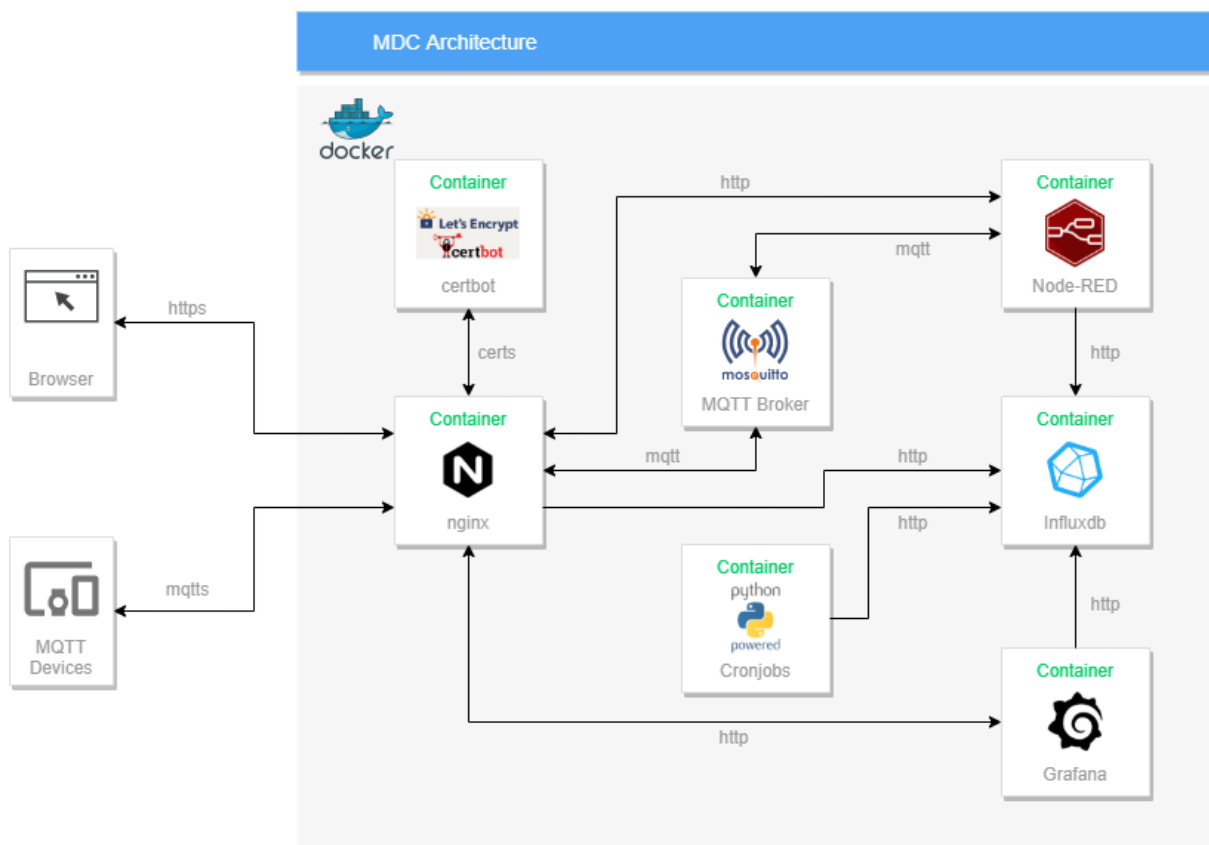 MDC Architecture
docker
Container
Let's Encrypt
certbot
certbot
http
Container
Node-RED
mqtt
Container
mosquitto
MQTT Broker
https
Browser
certs
http
Container
nginx
mqtt
http
Container
Influxdb
http
Container
python
powered
Cronjobs
mqtts
MQTT
Devices
http
Container
Grafana
http